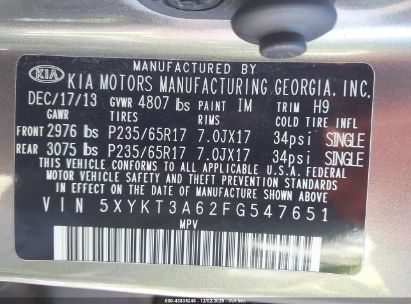 MANUFACTURED BY
KIA KIA MOTORS MANUFACTURING GEORGIA, INC.
DEC/17/13 GVWR 4807 lbs PAINT IM TRIM H9
GAWR TIRES RIMS COLD TIRE INFL
FRONT 2976 lbs P235/65R17 7.0JX17 34psi SINGLE
REAR 3075 lbs P235/65R17 7.0JX17 34psi SINGLE
THIS VEHICLE CONFORMS TO ALL APPLICABLE FEDERAL MOTOR
VEHICLE SAFETY AND THEFT PREVENTION STANDARDS IN EFFECT ON
THE DATE OF MANUFACTURE SHOWN ABOVE.
VIN 5XYKT3A62FG547651
MPV